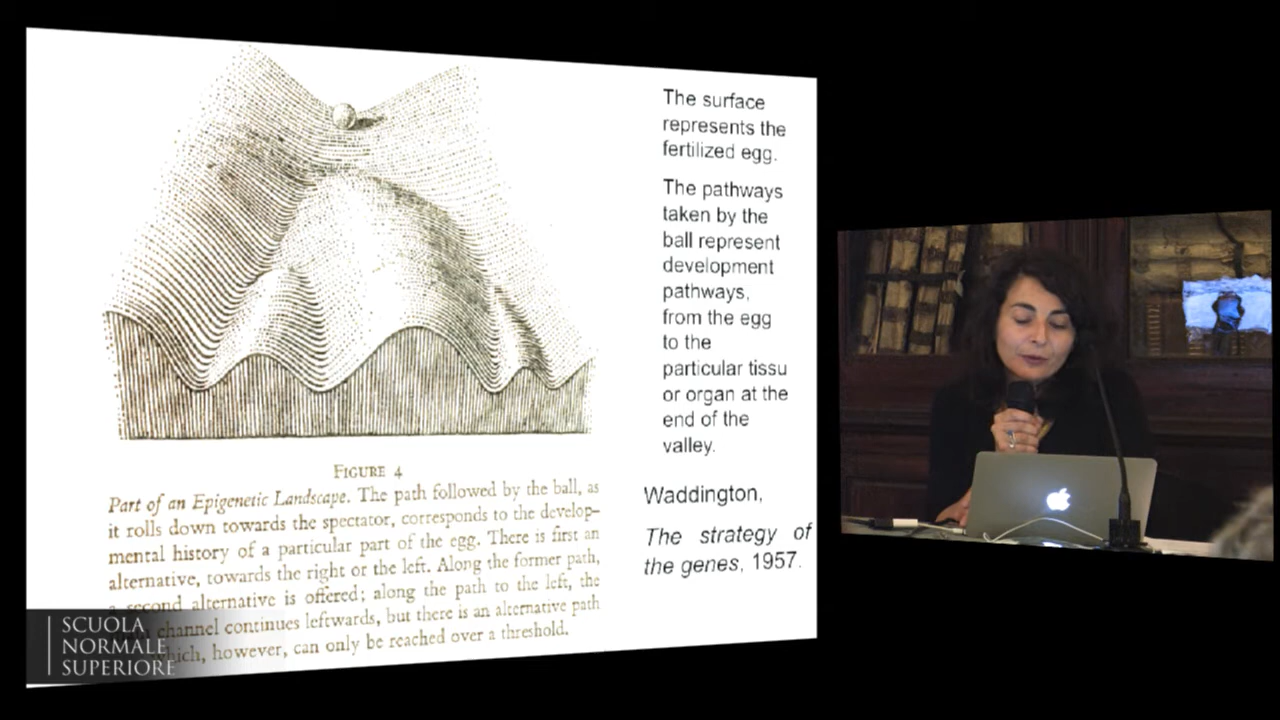 The surface
represents the
fertilized egg.
The pathways
taken by the
ball represent
development
pathways,
from the egg
to the
particular tissu
or organ at the
end of the
valley.
Waddington,
The strategy of
the genes, 1957.
FIGURE 4
Part of an Epigenetic Landscape. The path followed by the ball, as
it rolls down towards the spectator, corresponds to the develop-
mental history of a particular part of the egg. There is first an
alternative, towards the right or the left. Along the former path,
a second alternative is offered; along the path to the left, the
channel continues leftwards, but there is an alternative path
which, however, can only be reached over a threshold.
SCUOLA
NORMALE
SUPERIORE